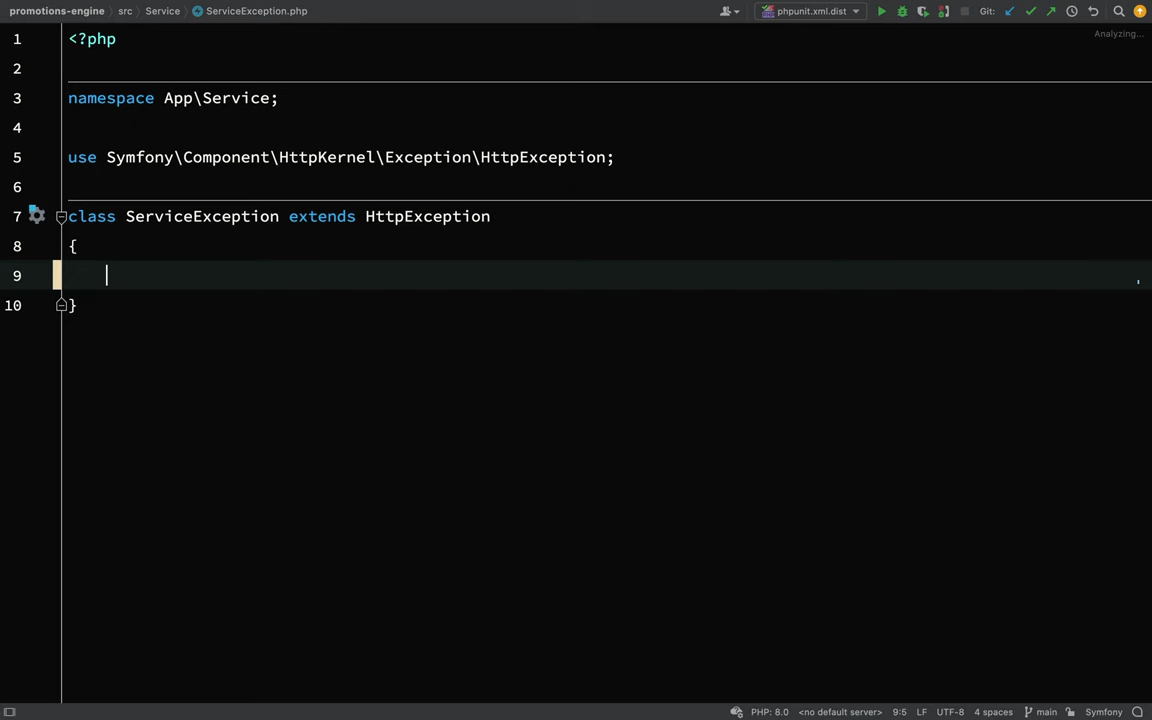 promotions-engine src Service ServiceException.php phpunit.xml.dist Git:
Analyzing...
1 <?php
2
3 namespace App\Service;
4
5 use Symfony\Component\HttpKernel\Exception\HttpException;
6
7 class ServiceException extends HttpException
8 {
9
10 }
PHP: 8.0 <no default server> 9:5 LF UTF-8 4 spaces main Symfony